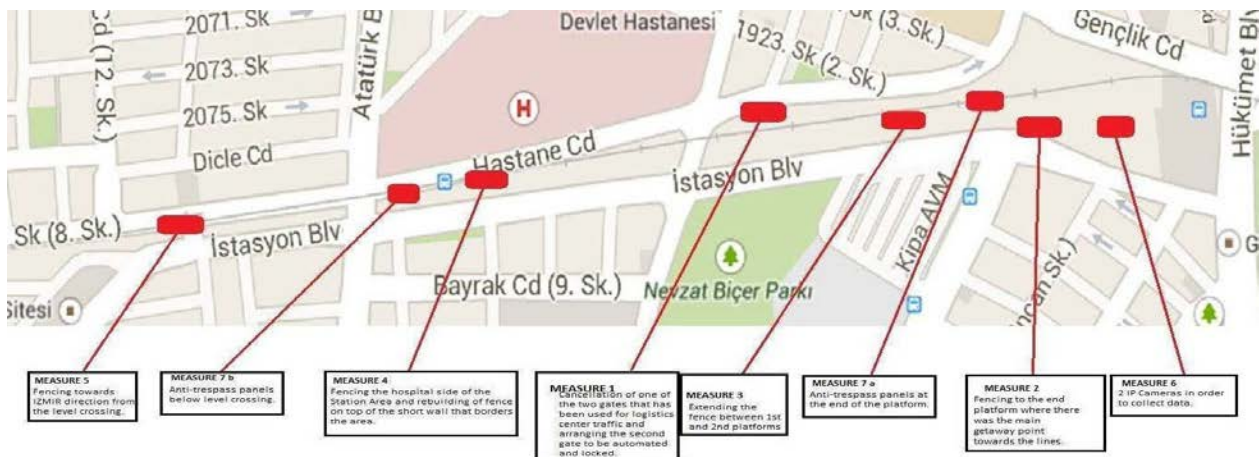 2071. Sk
2073. Sk
2075. Sk
Dicle Cd
Cd (12. Sk.)
Atatürk B
Devlet Hastanesi
H
Hastane Cd
1923. Sk (2. Sk.)
Sk (3. Sk.)
Gençlik Cd
Hükümet Blv
İstasyon Blv
Sk (8. Sk.)
İstasyon Blv
Bayrak Cd (9. Sk.)
Nevzat Biçer Parkı
Kipa AVM
ncan Sk.)
G
Sitesi
MEASURE 5
Fencing towards
IZMIR direction from
the level crossing.
MEASURE 7 b
Anti-trespass panels
below level crossing.
MEASURE 4
Fencing the hospital side of the
Station Area and rebuilding of fence
on top of the short wall that borders
the area.
MEASURE 1
Cancellation of one of
the two gates that has
been used for logistics
center traffic and
arranging the second
gate to be automated
and locked.
MEASURE 3
Extending the
fence between 1st
and 2nd platforms
MEASURE 7 a
Anti-trespass panels at
the end of the platform.
MEASURE 2
Fencing to the end
platform where there
was the main
getaway point
towards the lines.
MEASURE 6
2 IP Cameras in order
to collect data.